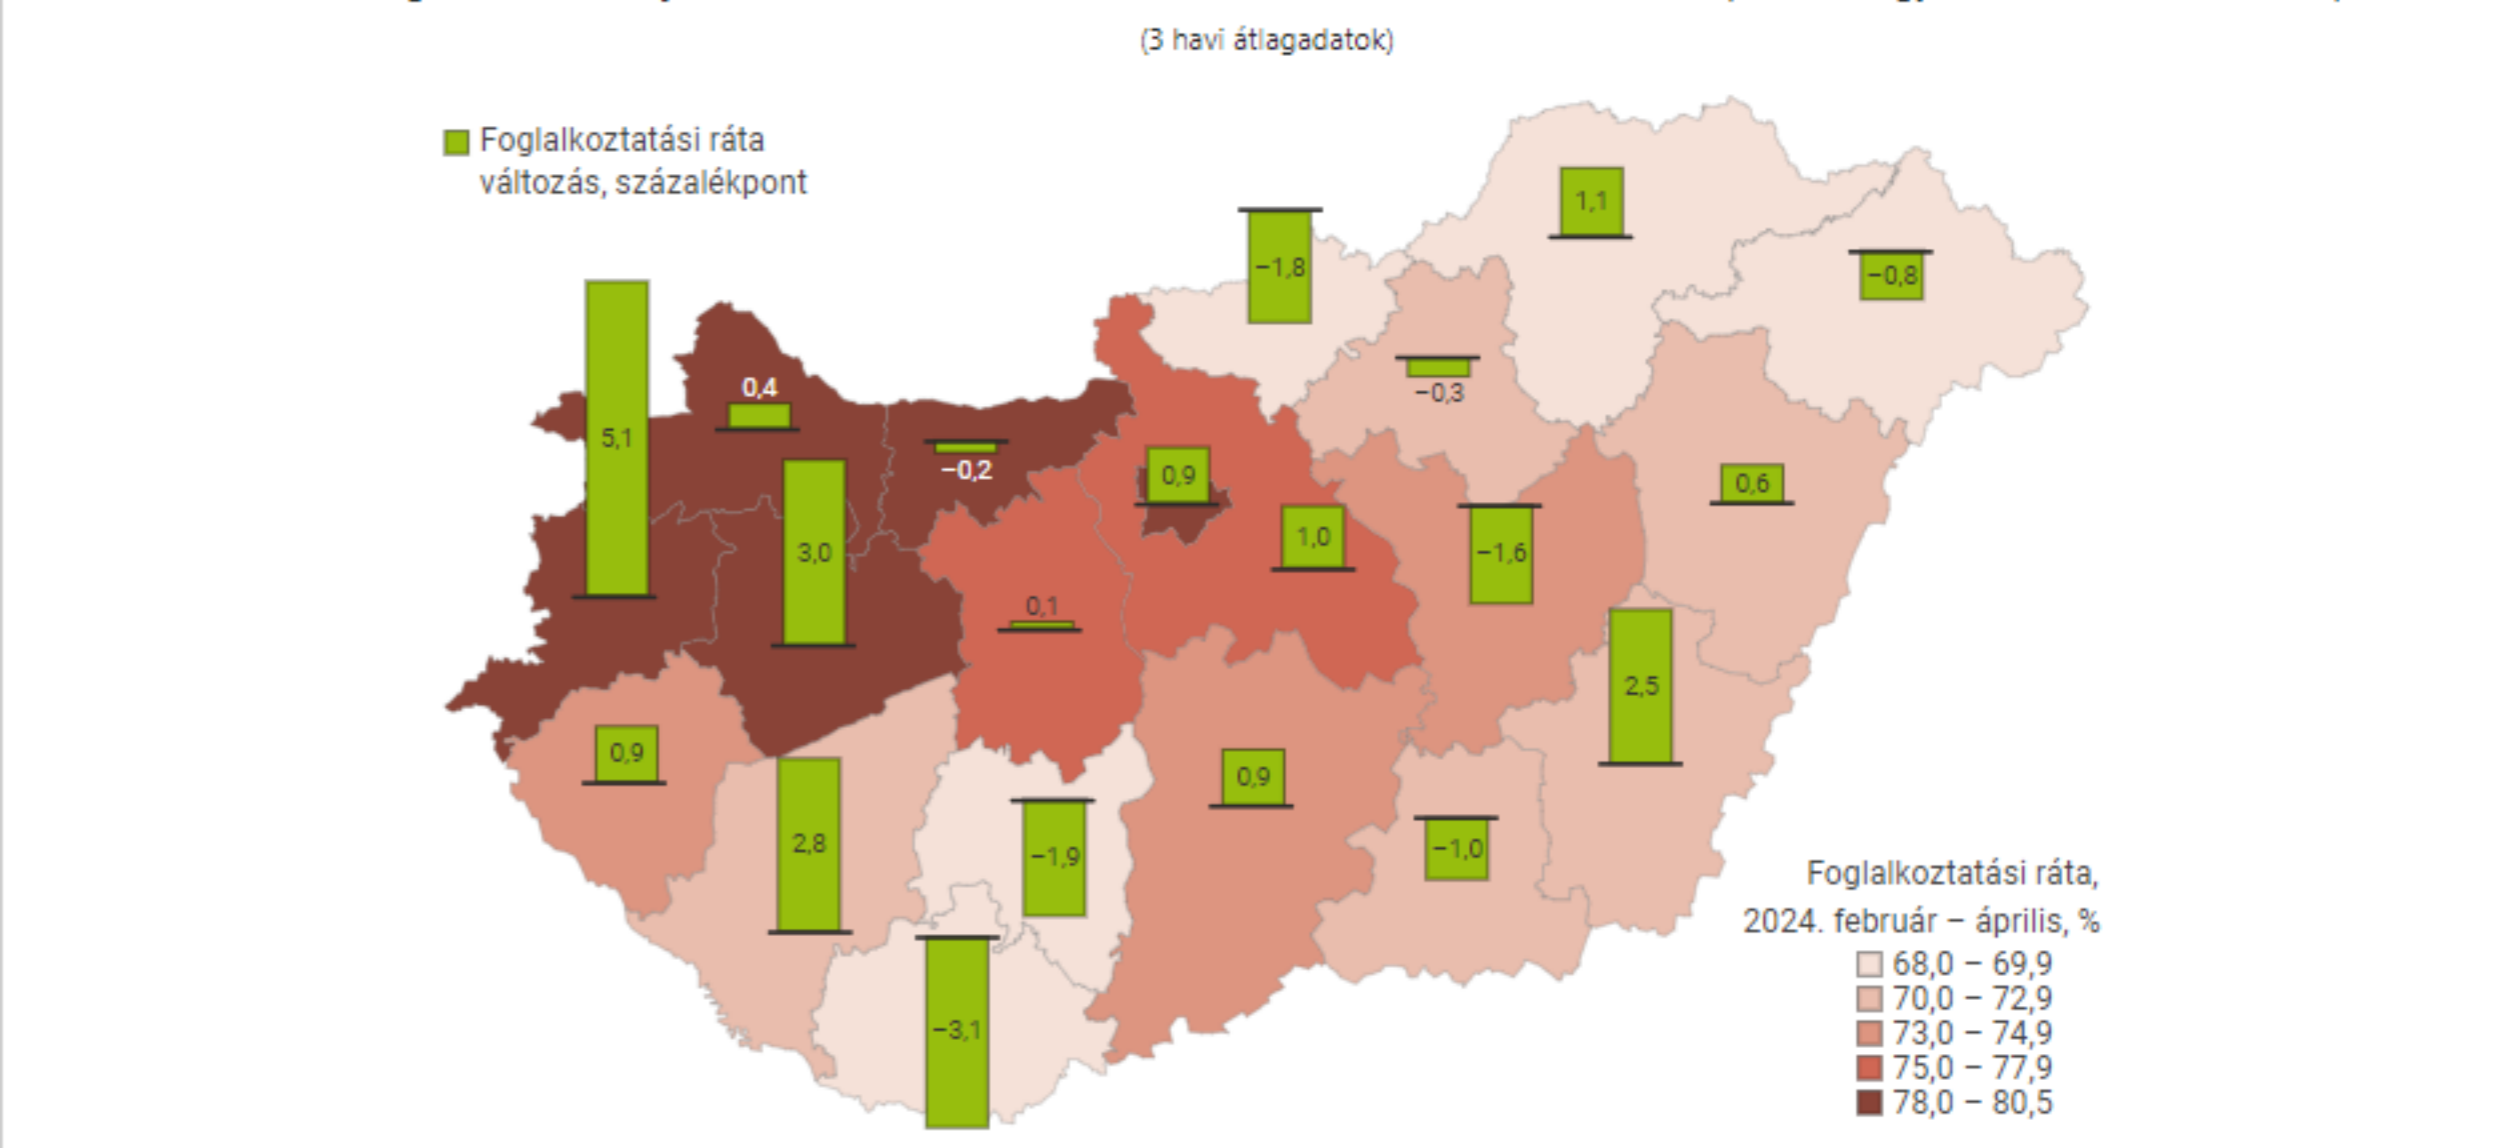 (3 havi átlagadatok)
Foglalkoztatási ráta
változás, százalékpont
1,1
−1,8
−0,8
5,1
0,4
−0,3
−0,2
0,9
0,6
3,0
1,0
−1,6
0,1
2,5
0,9
0,9
2,8
−1,9
−1,0
−3,1
Foglalkoztatási ráta,
2024. február – április, %
68,0 – 69,9
70,0 – 72,9
73,0 – 74,9
75,0 – 77,9
78,0 – 80,5